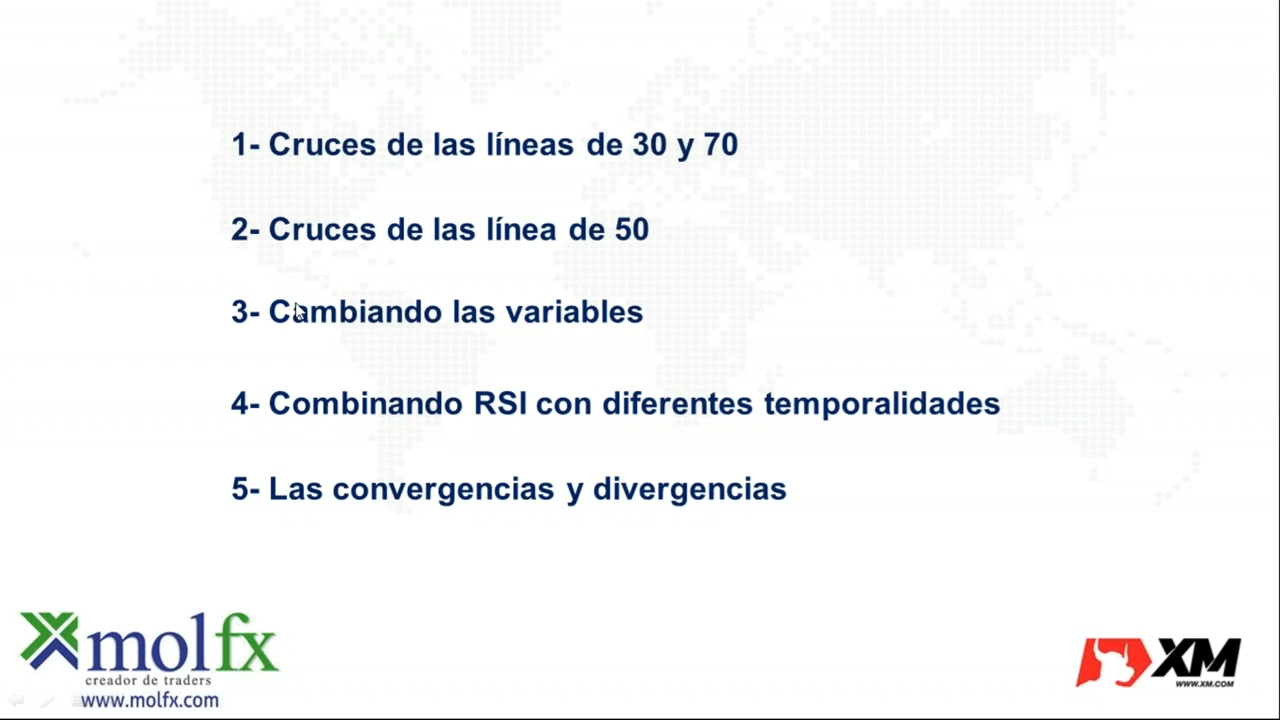 1- Cruces de las líneas de 30 y 70
2- Cruces de las línea de 50
3- Cambiando las variables
4- Combinando RSI con diferentes temporalidades
5- Las convergencias y divergencias
molfx
creador de traders
www.molfx.com
XM
WWW.XM.COM